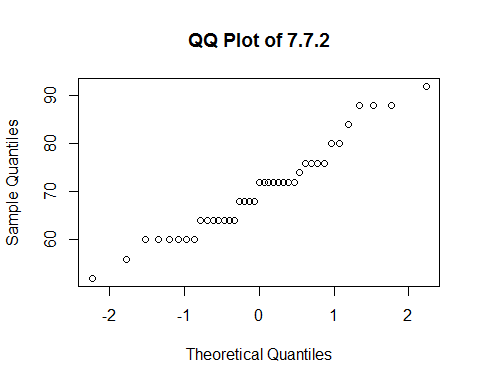 QQ Plot of 7.7.2
90
80
70
60
Sample Quantiles
-2 -1 0 1 2
Theoretical Quantiles